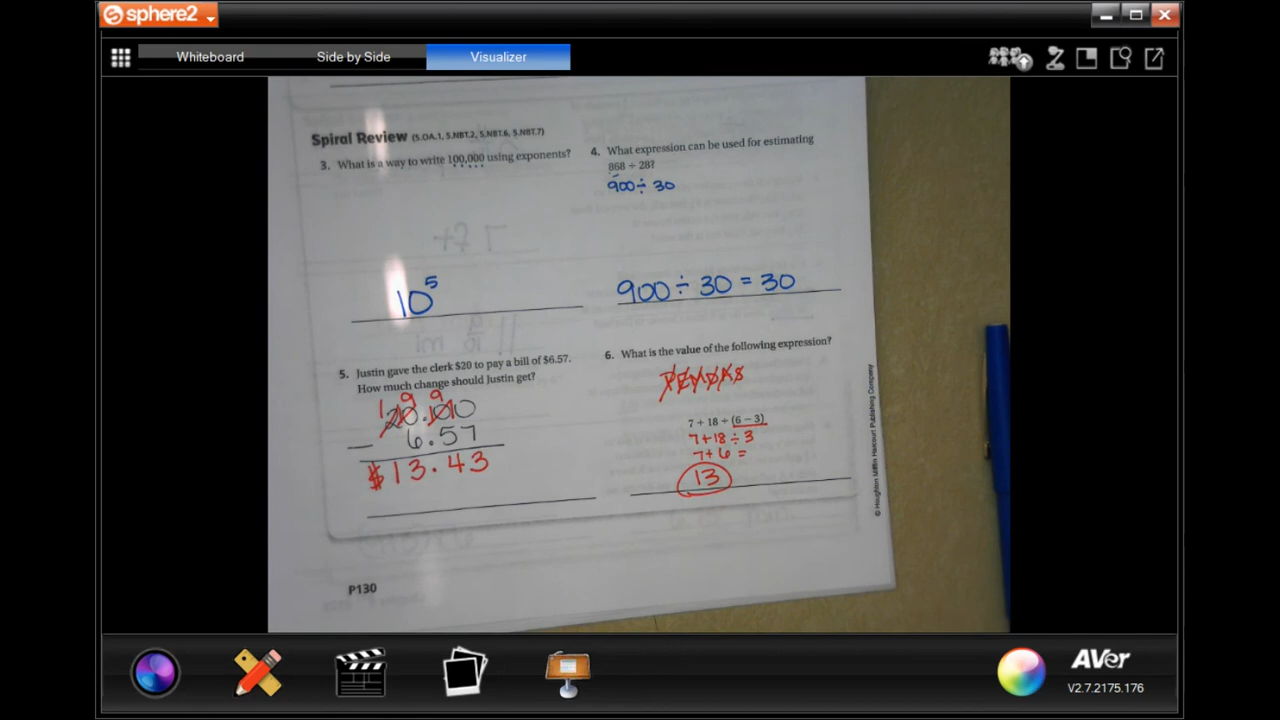 sphere2
Whiteboard Side by Side Visualizer
Spiral Review (5.OA.1, 5.NBT.2, 5.NBT.6, 5.NBT.7)
3. What is a way to write 100,000 using exponents?
10⁵
4. What expression can be used for estimating
868 ÷ 28?
900 ÷ 30
900 ÷ 30 = 30
5. Justin gave the clerk $20 to pay a bill of $6.57.
How much change should Justin get?
1 9 9
20.00
- 6.57
$13.43
6. What is the value of the following expression?
PEMDAS
7 + 18 ÷ (6 − 3)
7+18 ÷ 3
7+6 =
13
© Houghton Mifflin Harcourt Publishing Company
P130
AVer
V2.7.2175.176